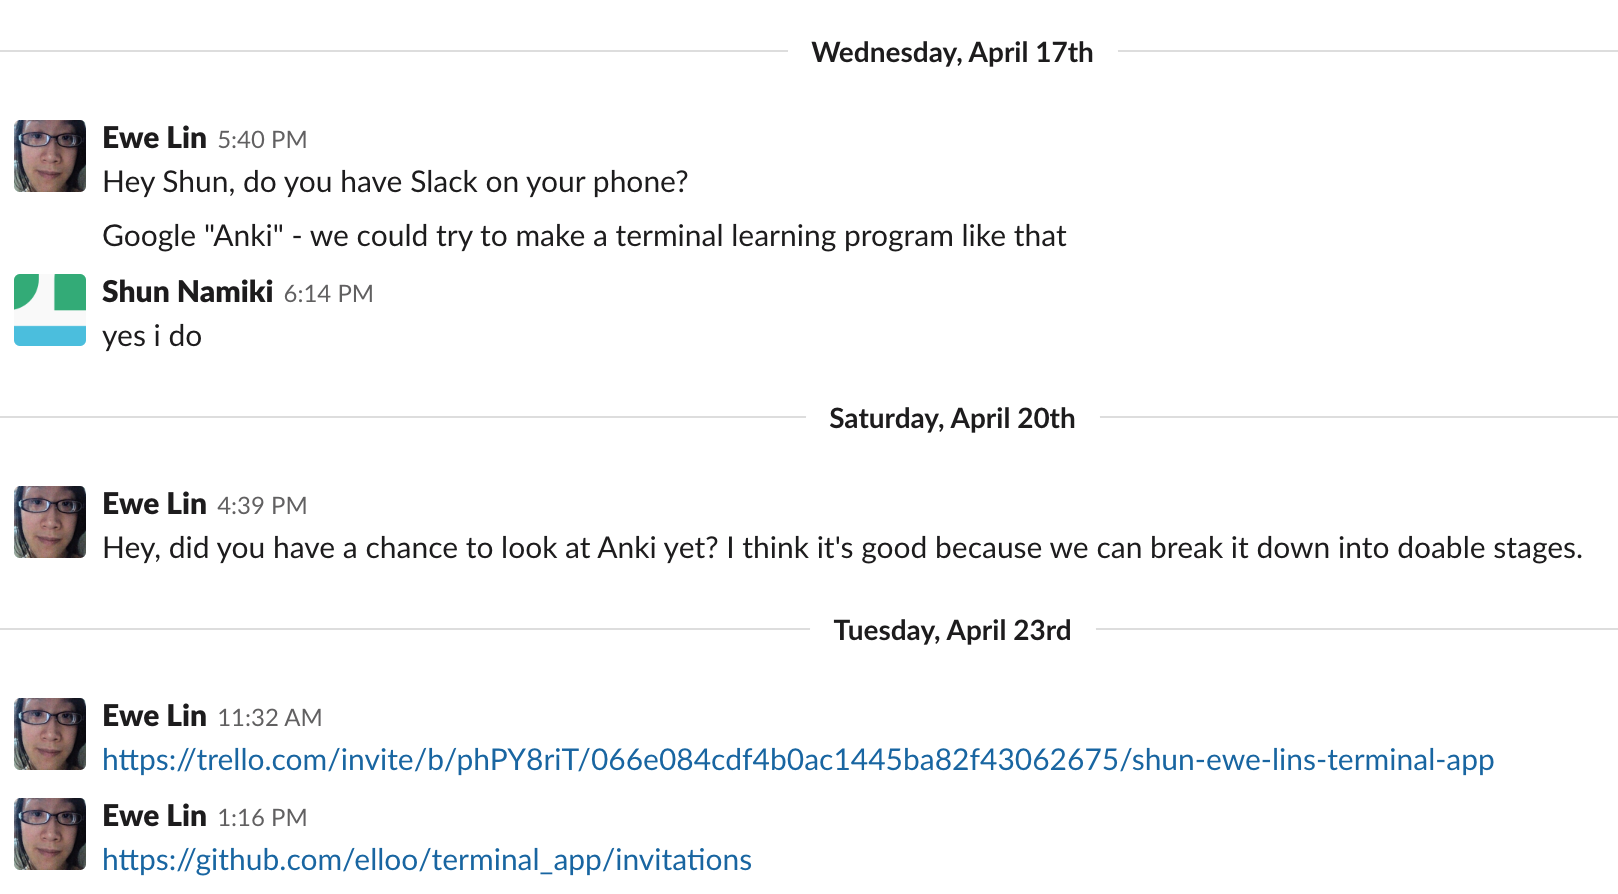 Wednesday, April 17th
Ewe Lin 5:40 PM
Hey Shun, do you have Slack on your phone?
Google "Anki" - we could try to make a terminal learning program like that
Shun Namiki 6:14 PM
yes i do
Saturday, April 20th
Ewe Lin 4:39 PM
Hey, did you have a chance to look at Anki yet? I think it's good because we can break it down into doable stages.
Tuesday, April 23rd
Ewe Lin 11:32 AM
https://trello.com/invite/b/phPY8riT/066e084cdf4b0ac1445ba82f43062675/shun-ewe-lins-terminal-app
Ewe Lin 1:16 PM
https://github.com/elloo/terminal_app/invitations